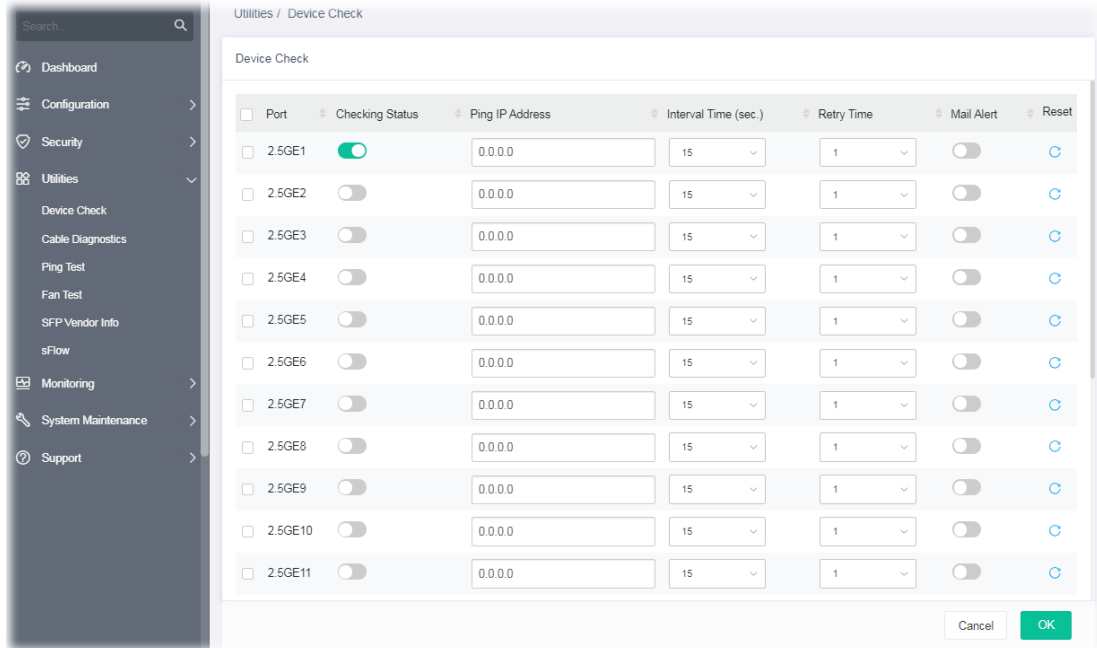 Search...
Dashboard
Configuration
Security
Utilities
Device Check
Cable Diagnostics
Ping Test
Fan Test
SFP Vendor Info
sFlow
Monitoring
System Maintenance
Support
Utilities / Device Check
Device Check
Port Checking Status Ping IP Address Interval Time (sec.) Retry Time Mail Alert Reset
2.5GE1 0.0.0.0 15 1
2.5GE2 0.0.0.0 15 1
2.5GE3 0.0.0.0 15 1
2.5GE4 0.0.0.0 15 1
2.5GE5 0.0.0.0 15 1
2.5GE6 0.0.0.0 15 1
2.5GE7 0.0.0.0 15 1
2.5GE8 0.0.0.0 15 1
2.5GE9 0.0.0.0 15 1
2.5GE10 0.0.0.0 15 1
2.5GE11 0.0.0.0 15 1
Cancel OK